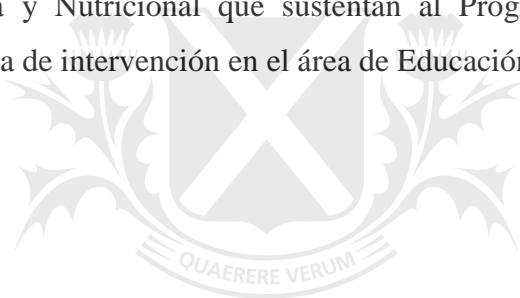 a y Nutricional que sustentan al Prog
a de intervención en el área de Educación
QUAERERE VERUM